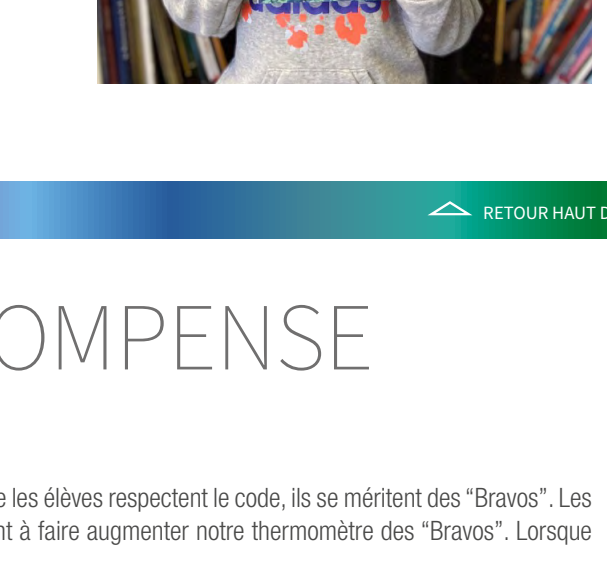 adidas
RETOUR HAUT D
OMPENSE
e les élèves respectent le code, ils se méritent des “Bravos”. Les
nt à faire augmenter notre thermomètre des “Bravos”. Lorsque